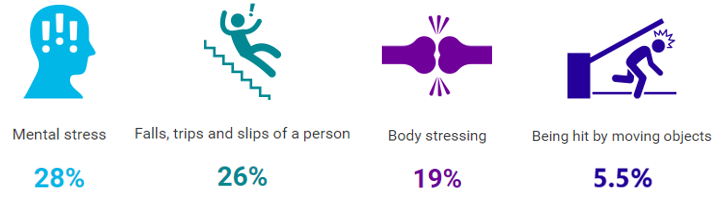 !!!
!
Mental stress
Falls, trips and slips of a person
Body stressing
Being hit by moving objects
28%
26%
19%
5.5%